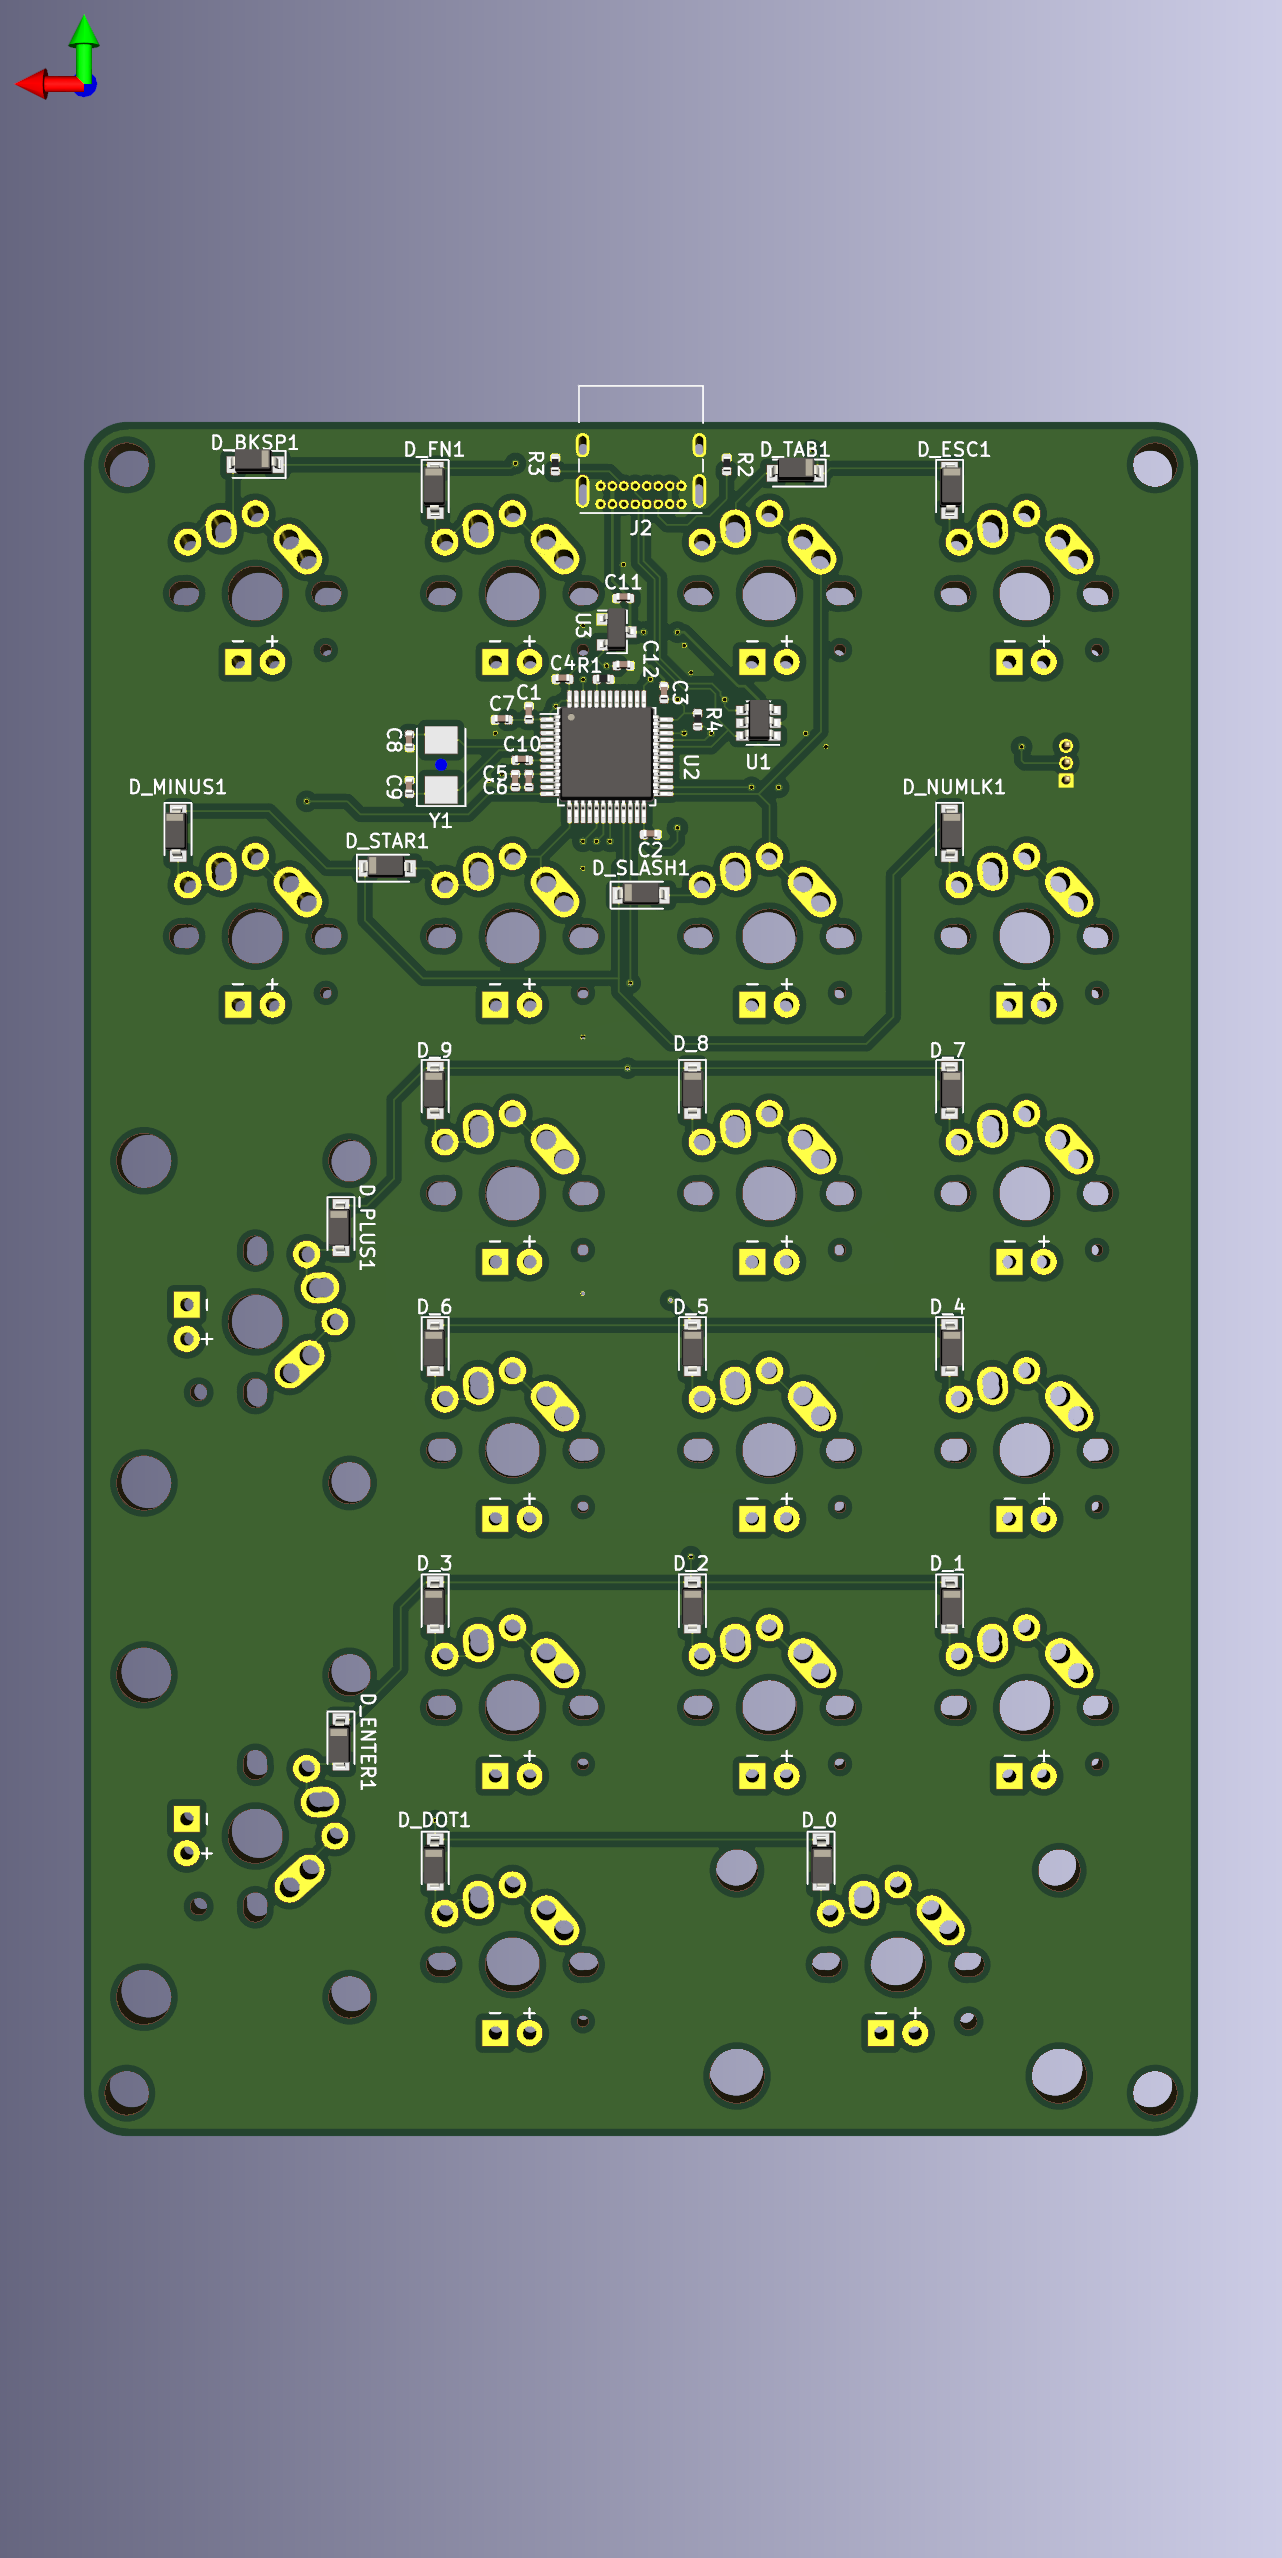 D_BKSP1
D_FN1
R3
R2
D_TAB1
D_ESC1
J2
C11
U3
C12
- +
- +
- +
- +
C4
R1
C3
C1
C7
R4
C8
C10
U1
U2
C5
C9
C6
D_MINUS1
D_NUMLK1
Y1
D_STAR1
C2
D_SLASH1
- +
- +
- +
- +
D_9
D_8
D_7
D_PLUS1
- +
- +
- +
-
+
D_6
D_5
D_4
- +
- +
- +
D_3
D_2
D_1
D_ENTER1
- +
- +
- +
-
+
D_DOT1
D_0
- +
- +